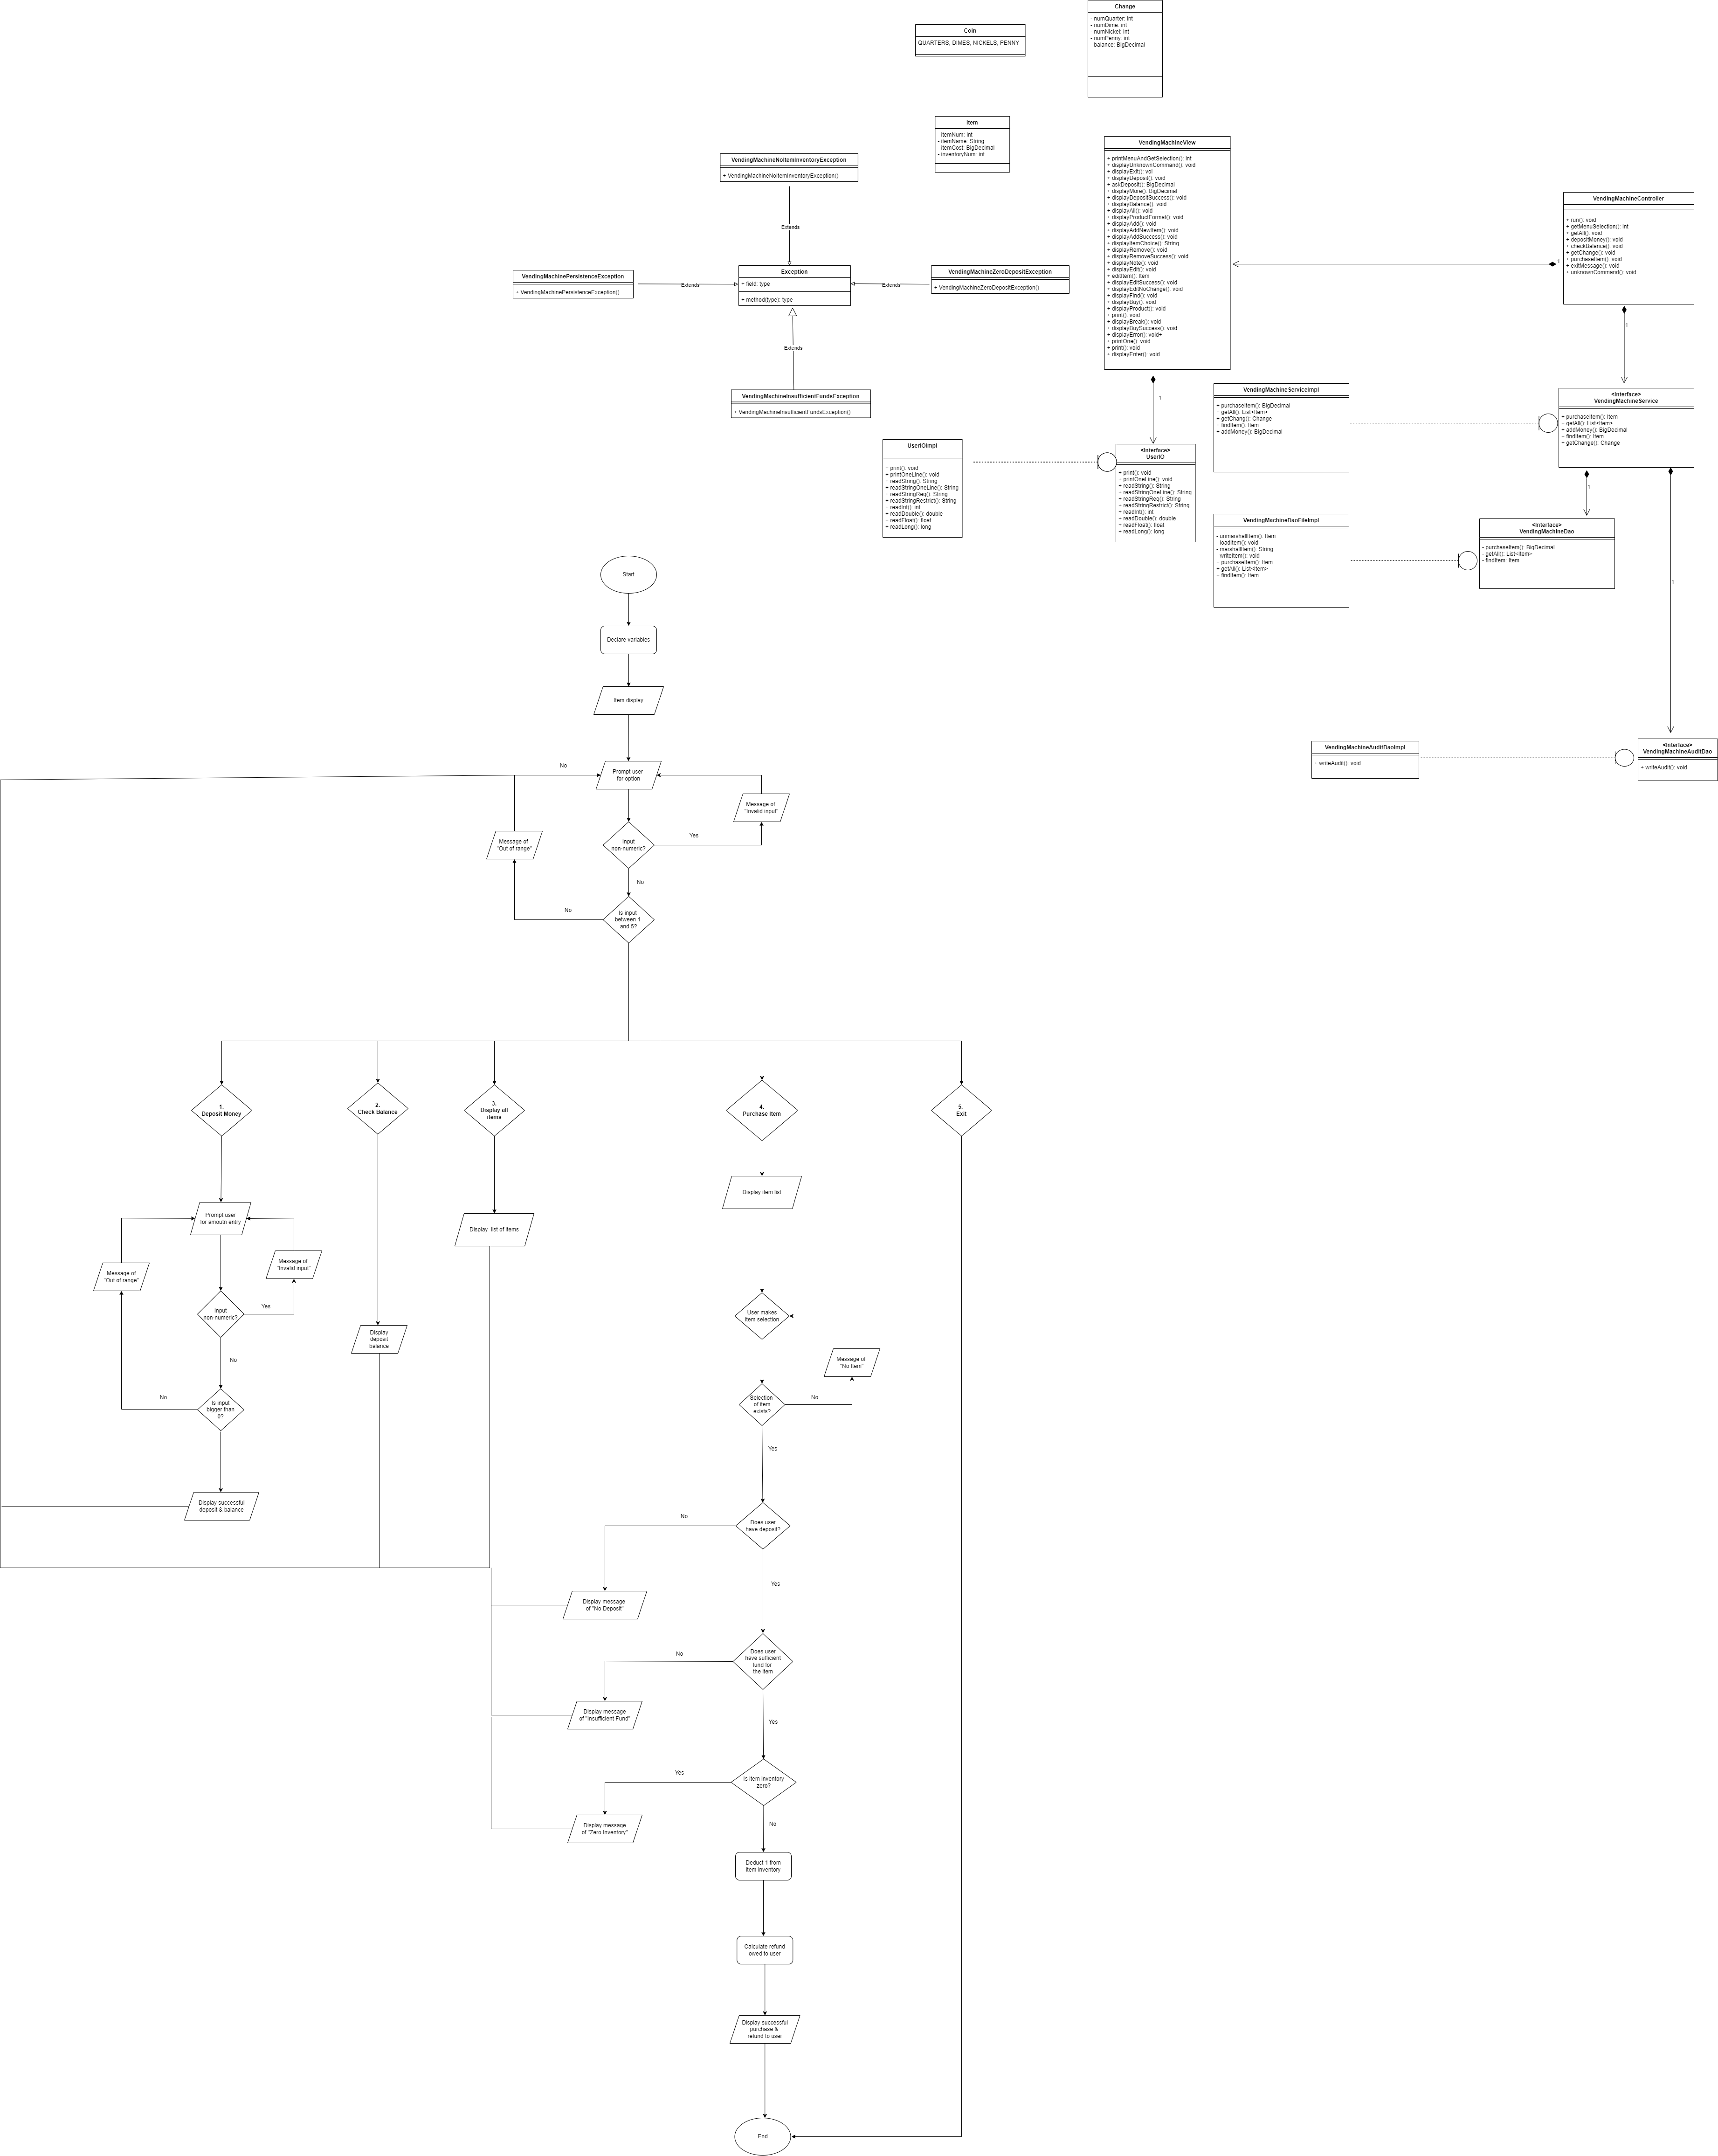 Change
- numQuarter: int
- numDime: int
- numNickel: int
- numPenny: int
- balance: BigDecimal
Coin
QUARTERS, DIMES, NICKELS, PENNY
Item
- itemNum: int
- itemName: String
- itemCost: BigDecimal
- inventoryNum: int
VendingMachineView
+ printMenuAndGetSelection(): int
+ displayUnknownCommand(): void
+ displayExit(): voi
+ displayDeposit(): void
+ askDeposit(): BigDecimal
+ displayMore(): BigDecimal
+ displayDepositSuccess(): void
+ displayBalance(): void
+ displayAll(): void
+ displayProductFormat(): void
+ displayAdd(): void
+ displayAddNewItem(): void
+ displayAddSuccess(): void
+ displayItemChoice(): String
+ displayRemove(): void
+ displayRemoveSuccess(): void
+ displayNote(): void
+ displayEdit(): void
+ editItem(): Item
+ displayEditSuccess(): void
+ displayEditNoChange(): void
+ displayFind(): void
+ displayBuy(): void
+ displayProduct(): void
+ print(): void
+ displayBreak(): void
+ displayBuySuccess(): void
+ displayError(): void+
+ printOne(): void
+ print(): void
+ displayEnter(): void
VendingMachineNoItemInventoryException
+ VendingMachineNoItemInventoryException()
Extends
VendingMachineController
+ run(): void
+ getMenuSelection(): int
+ getAll(): void
+ depositMoney(): void
+ checkBalance(): void
+ getChange(): void
+ purchaseItem(): void
+ exitMessage(): void
+ unknownCommand(): void
1
1
VendingMachinePersistenceException
+ VendingMachinePersistenceException()
Extends
Exception
+ field: type
+ method(type): type
Extends
VendingMachineZeroDepositException
+ VendingMachineZeroDepositException()
Extends
VendingMachineInsufficientFundsException
+ VendingMachineInsufficientFundsException()
1
VendingMachineServiceImpl
+ purchaseItem(): BigDecimal
+ getAll(): List<Item>
+ getChang(): Change
+ findItem(): Item
+ addMoney(): BigDecimal
<Interface>
VendingMachineService
+ purchaseItem(): Item
+ getAll(): List<Item>
+ addMoney(): BigDecimal
+ findItem(): Item
+ getChange(): Change
UserIOImpl
+ print(): void
+ printOneLine(): void
+ readString(): String
+ readStringOneLine(): String
+ readStringReq(): String
+ readStringRestrict(): String
+ readInt(): int
+ readDouble(): double
+ readFloat(): float
+ readLong(): long
<Interface>
UserIO
+ print(): void
+ printOneLine(): void
+ readString(): String
+ readStringOneLine(): String
+ readStringReq(): String
+ readStringRestrict(): String
+ readInt(): int
+ readDouble(): double
+ readFloat(): float
+ readLong(): long
1
VendingMachineDaoFileImpl
- unmarshallItem(): Item
- loadItem(): void
- marshallItem(): String
- writeItem(): void
+ purchaseItem(): Item
+ getAll(): List<Item>
+ findItem(): Item
<Interface>
VendingMachineDao
- purchaseItem(): BigDecimal
- getAll(): List<Item>
- findItem: Item
1
VendingMachineAuditDaoImpl
+ writeAudit(): void
<Interface>
VendingMachineAuditDao
+ writeAudit(): void
Start
Declare variables
Item display
No
Prompt user
for option
Message of
"Invalid input"
Yes
Message of
"Out of range"
Input
non-numeric?
No
No
Is input
between 1
and 5?
1.
Deposit Money
2.
Check Balance
3.
Display all
items
4.
Purchase Item
5.
Exit
Display item list
Prompt user
for amoutn entry
Display list of items
Message of
"Out of range"
Message of
"Invalid input"
Input
non-numeric?
Yes
No
Display
deposit
balance
User makes
item selection
Message of
"No Item"
No
Is input
bigger than
0?
Selection
of item
exists?
No
Yes
Display successful
deposit & balance
No
Does user
have deposit?
Yes
Display message
of "No Deposit"
No
Does user
have sufficient
fund for
the item
Display message
of "Insufficient Fund"
Yes
Yes
Is item inventory
zero?
Display message
of "Zero Inventory"
No
Deduct 1 from
item inventory
Calculate refund
owed to user
Display successful
purchase &
refund to user
End